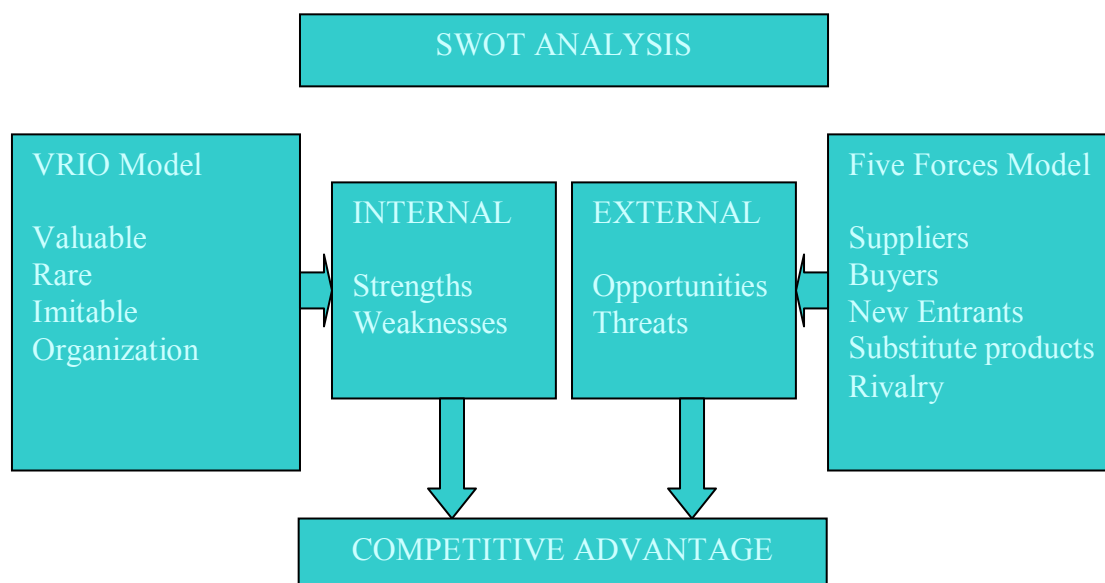 SWOT ANALYSIS
VRIO Model
Valuable
Rare
Imitable
Organization
INTERNAL
Strengths
Weaknesses
EXTERNAL
Opportunities
Threats
Five Forces Model
Suppliers
Buyers
New Entrants
Substitute products
Rivalry
COMPETITIVE ADVANTAGE